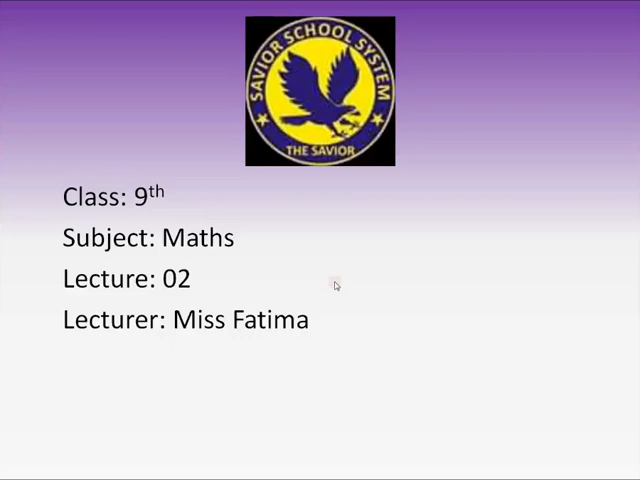 SAVIOR SCHOOL SYSTEM
THE SAVIOR
Class: 9th
Subject: Maths
Lecture: 02
Lecturer: Miss Fatima